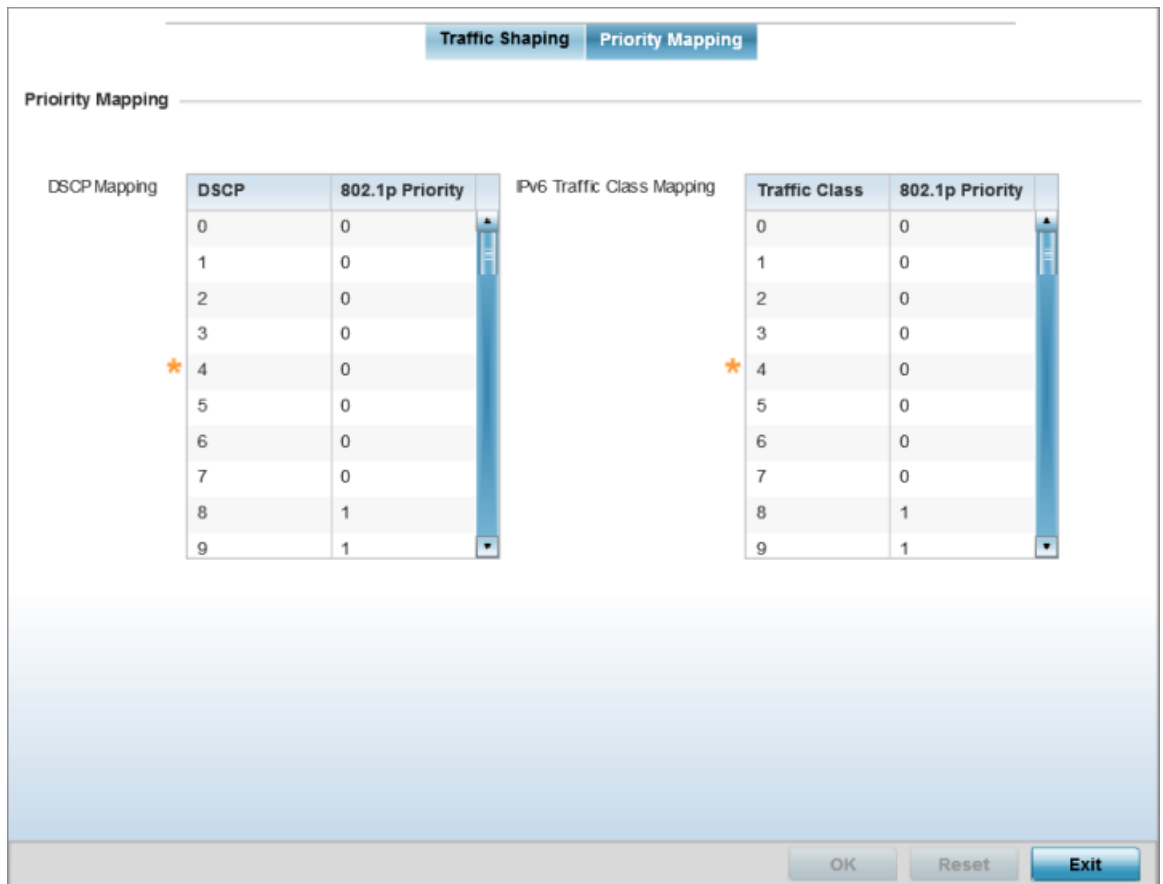 Traffic Shaping Priority Mapping
Prioirity Mapping
DSCP Mapping
DSCP 802.1p Priority
0 0
1 0
2 0
3 0
* 4 0
5 0
6 0
7 0
8 1
9 1
IPv6 Traffic Class Mapping
Traffic Class 802.1p Priority
0 0
1 0
2 0
3 0
* 4 0
5 0
6 0
7 0
8 1
9 1
OK Reset Exit